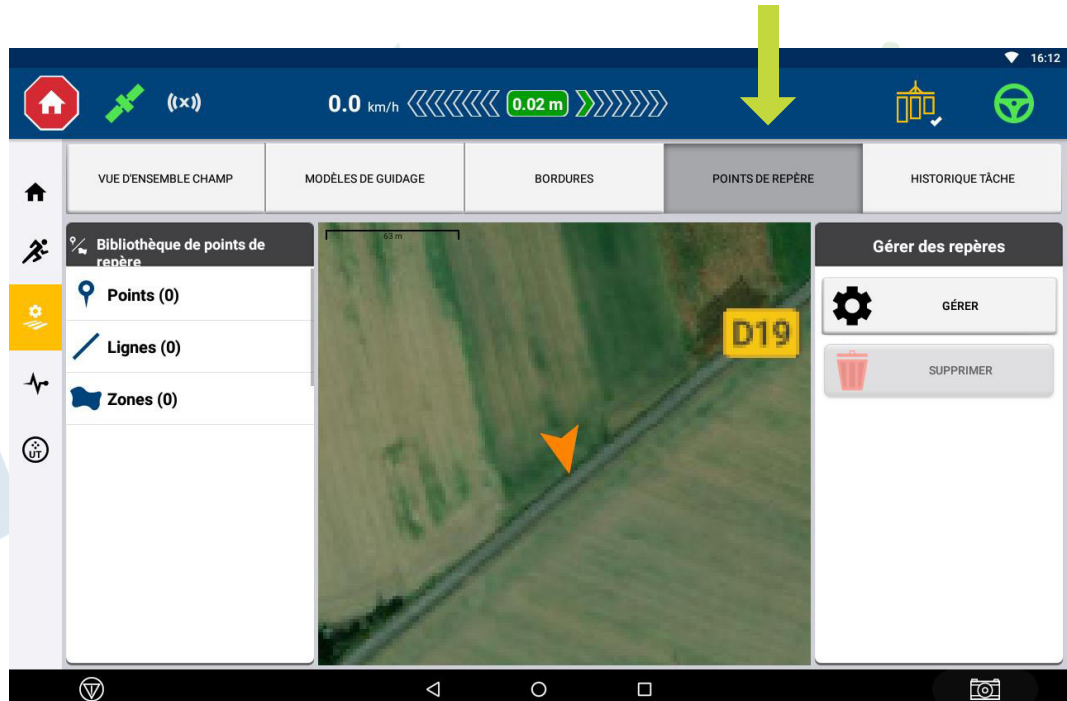 16:12
((×))
0.0 km/h
0.02 m
VUE D'ENSEMBLE CHAMP
MODÈLES DE GUIDAGE
BORDURES
POINTS DE REPÈRE
HISTORIQUE TÂCHE
Bibliothèque de points de
repère
Points (0)
Lignes (0)
Zones (0)
UT
63 m
D19
Gérer des repères
GÉRER
SUPPRIMER